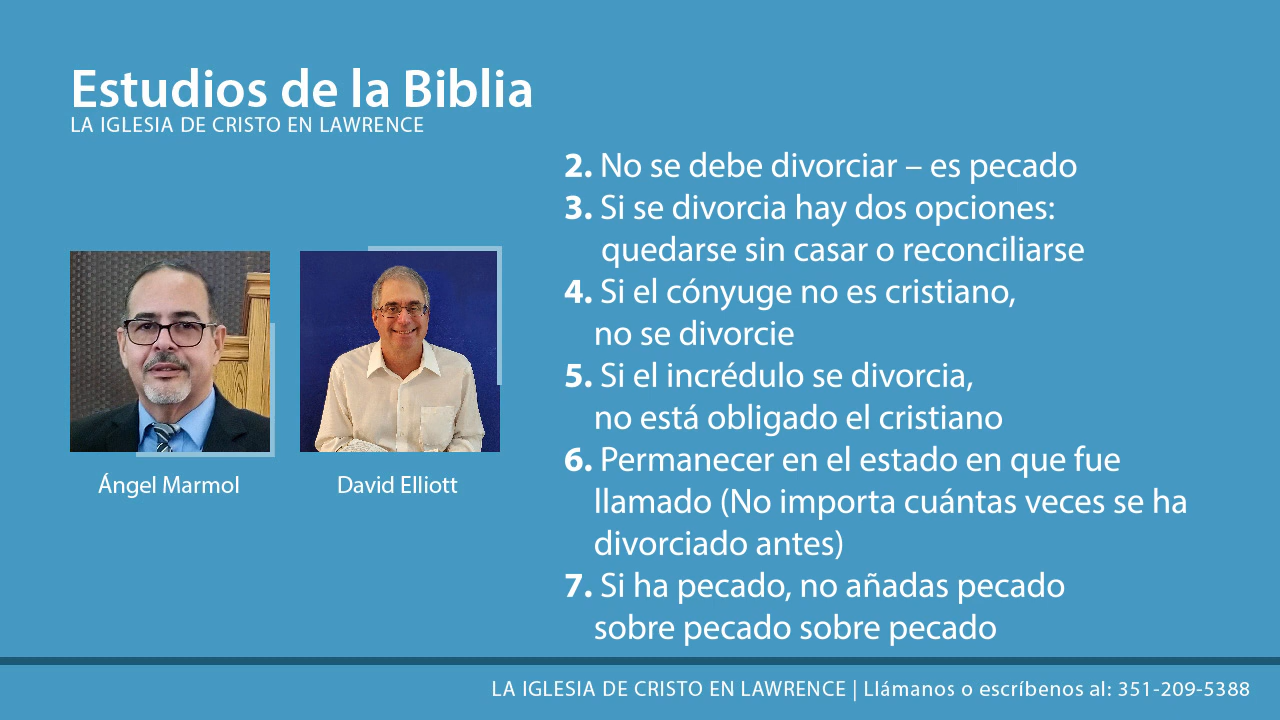 Estudios de la Biblia
LA IGLESIA DE CRISTO EN LAWRENCE
2. No se debe divorciar – es pecado
3. Si se divorcia hay dos opciones:
quedarse sin casar o reconciliarse
4. Si el cónyuge no es cristiano,
no se divorcie
5. Si el incrédulo se divorcia,
no está obligado el cristiano
6. Permanecer en el estado en que fue
llamado (No importa cuántas veces se ha
divorciado antes)
7. Si ha pecado, no añadas pecado
sobre pecado sobre pecado
Ángel Marmol
David Elliott
LA IGLESIA DE CRISTO EN LAWRENCE | Llámanos o escríbenos al: 351-209-5388